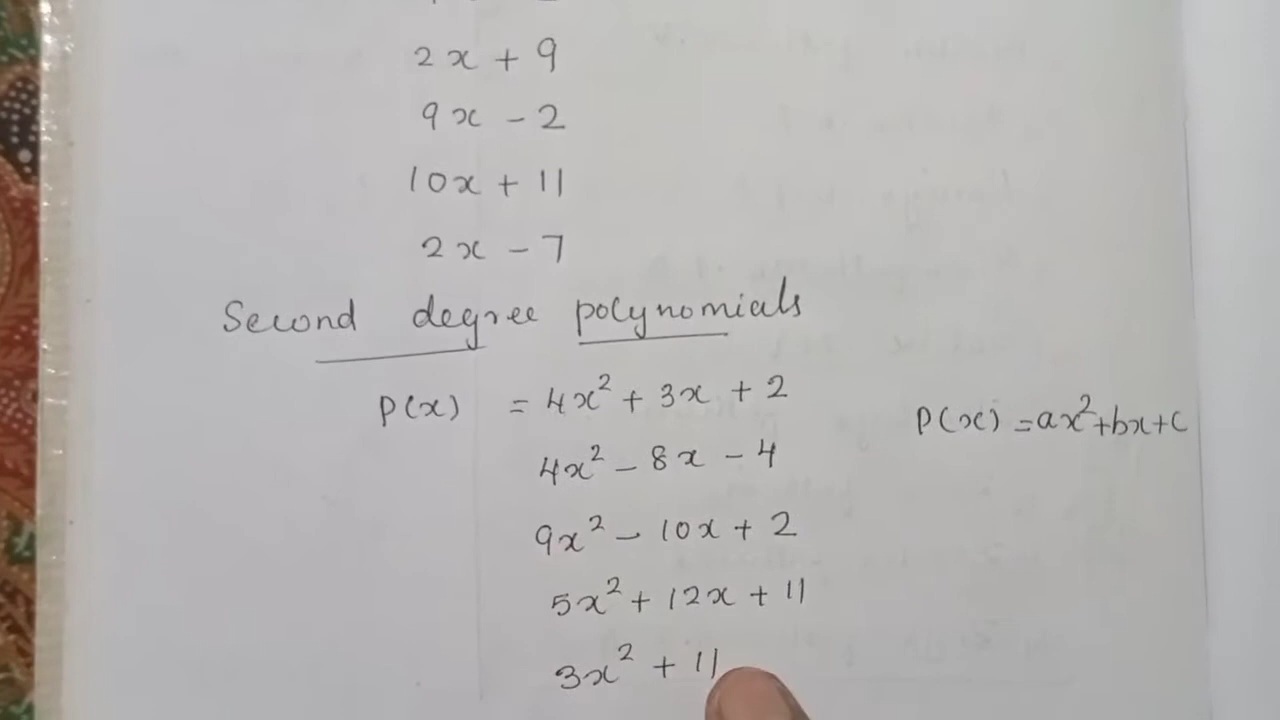 2x + 9
9x - 2
10x + 11
2x - 7
Second degree polynomials
P(x) = 4x² + 3x + 2 P(x) = ax²+bx+c
4x² - 8x - 4
9x² - 10x + 2
5x² + 12x + 11
3x² + 11